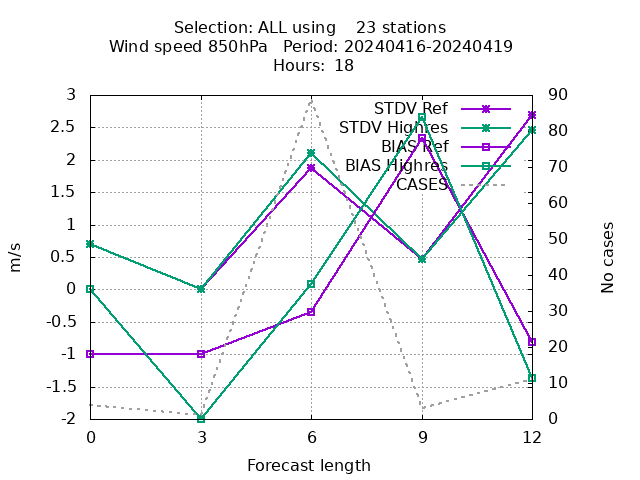 Selection: ALL using    23 stations
Wind speed 850hPa   Period: 20240416-20240419
Hours:  18
STDV Ref
STDV Highres
BIAS Ref
BIAS Highres
CASES
3
2.5
2
1.5
1
0.5
0
-0.5
-1
-1.5
-2
m/s
90
80
70
60
50
40
30
20
10
0
No cases
0 3 6 9 12
Forecast length